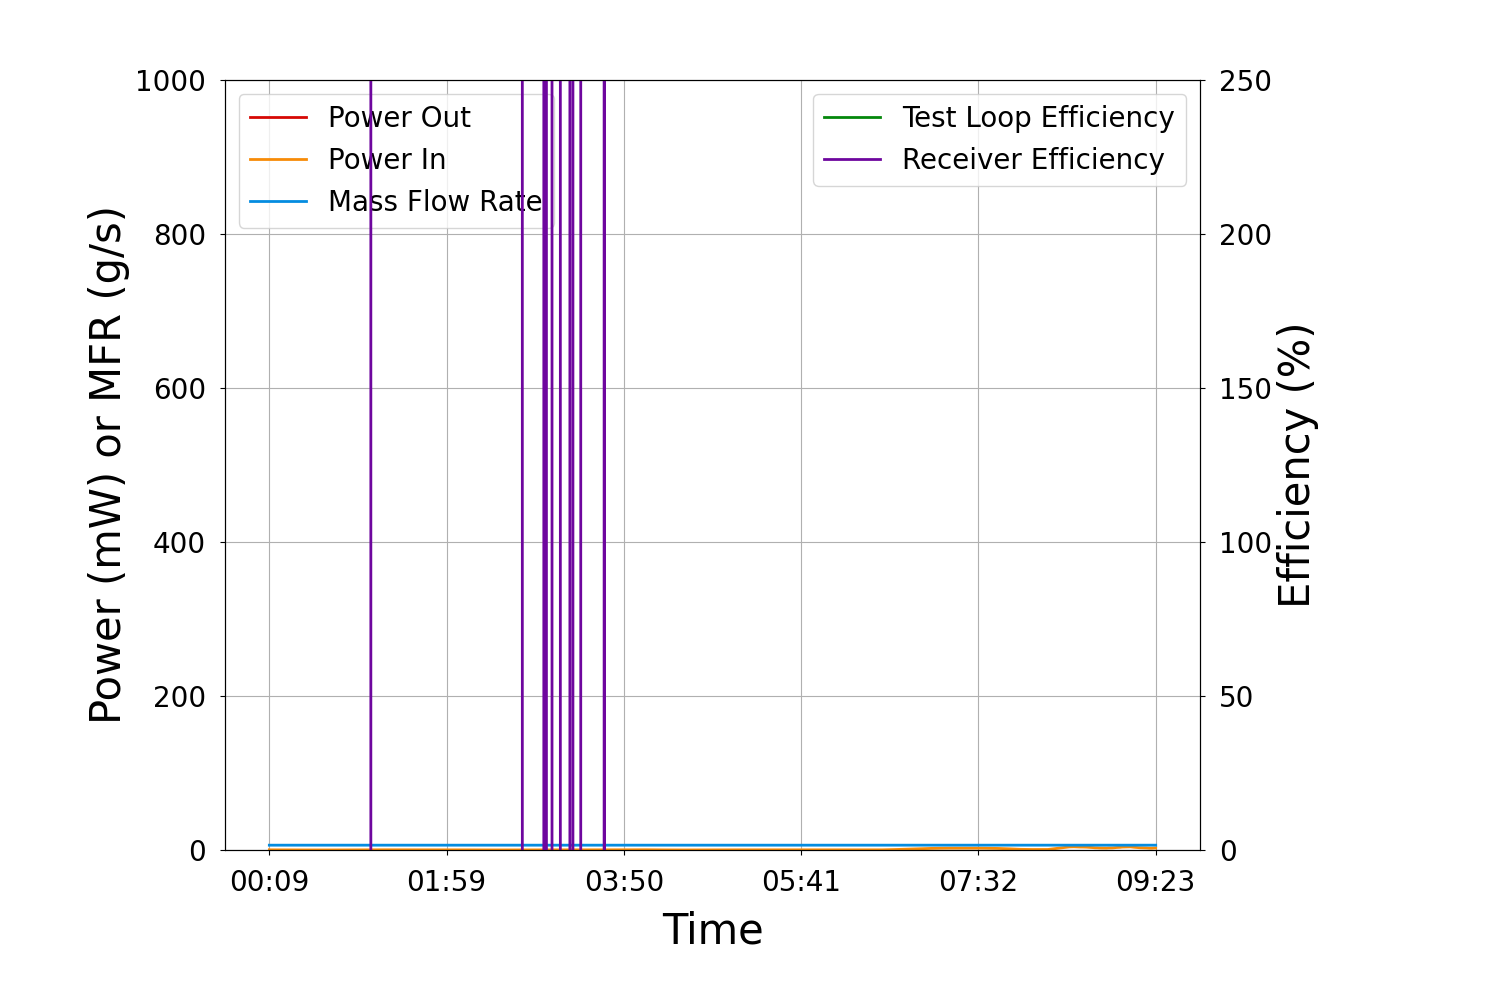 1000
800
600
400
200
0
Power (mW) or MFR (g/s)
Power Out
Power In
Mass Flow Rate
Test Loop Efficiency
Receiver Efficiency
250
200
150
100
50
0
Efficiency (%)
00:09 01:59 03:50 05:41 07:32 09:23
Time